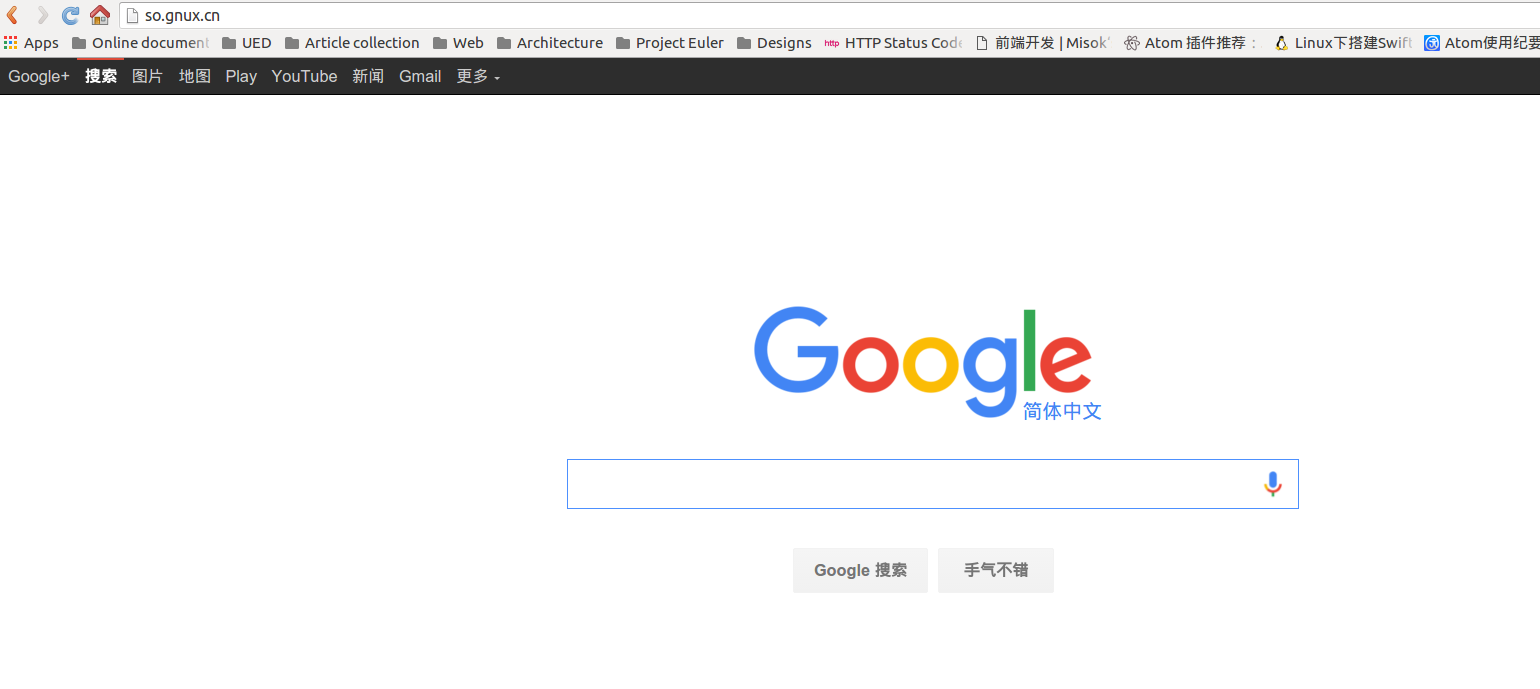 so.gnux.cn
Apps Online document UED Article collection Web Architecture Project Euler Designs http HTTP Status Code 前端开发 | Misok Atom 插件推荐 : Linux下搭建Swift Atom使用纪要
Google+ 搜索 图片 地图 Play YouTube 新闻 Gmail 更多
Google
简体中文
Google 搜索 手气不错